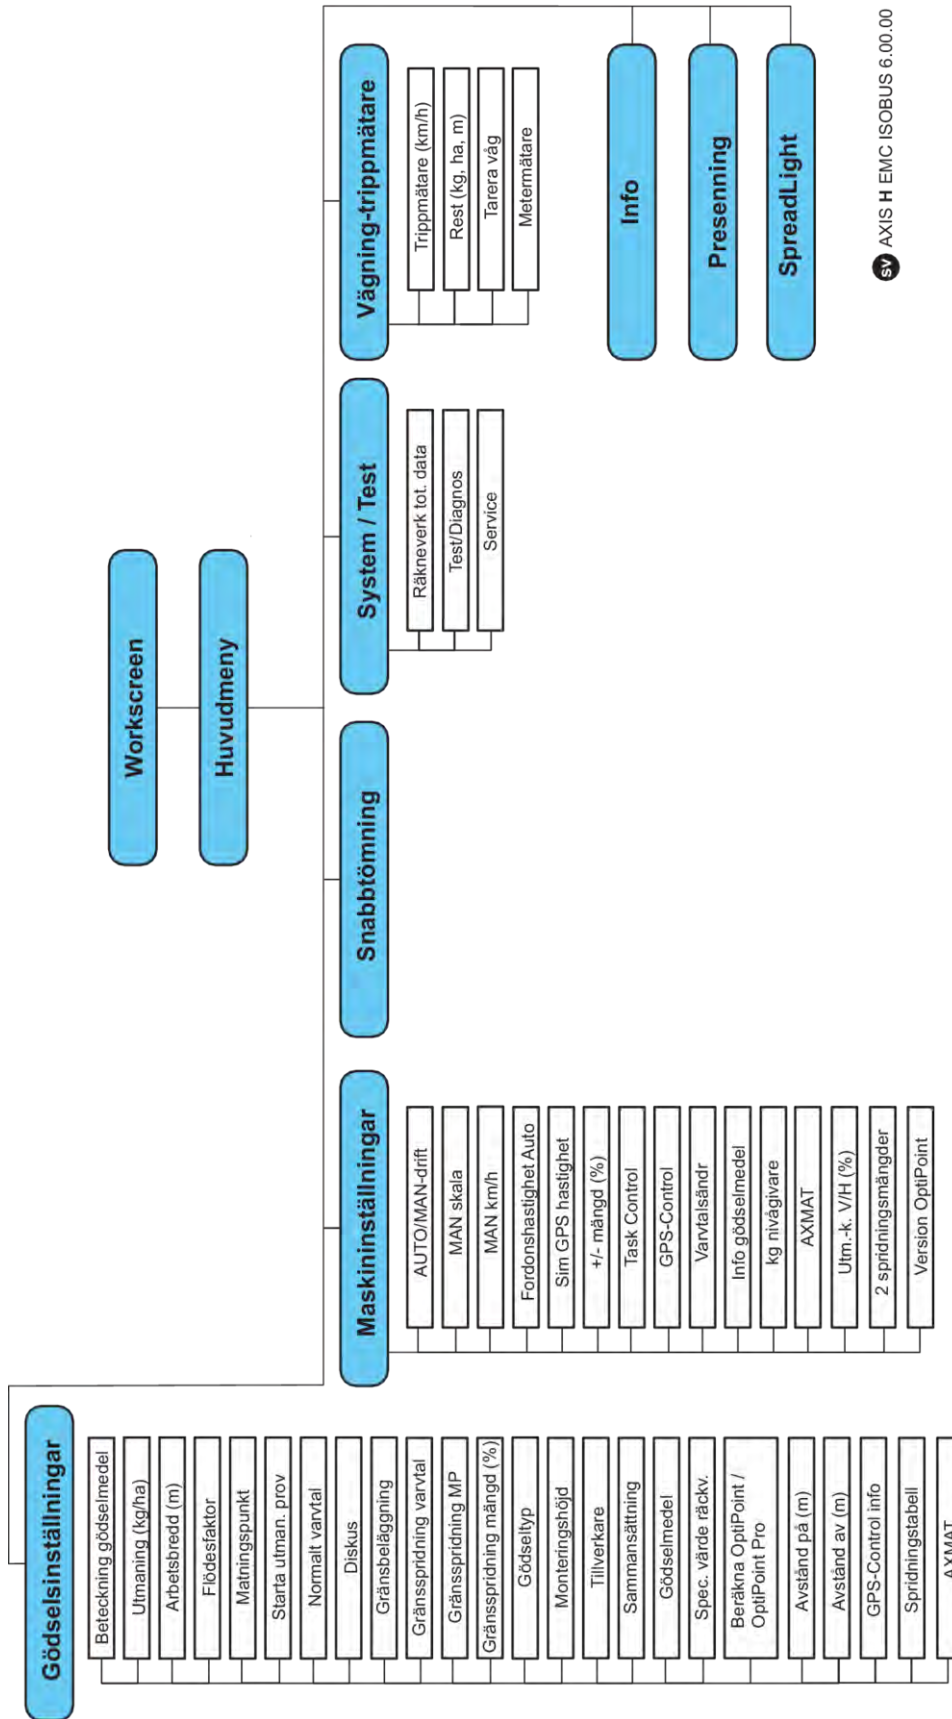 Workscreen
Huvudmeny
Gödselsinställningar
Beteckning gödselmedel
Utmaning (kg/ha)
Arbetsbredd (m)
Flödesfaktor
Matningspunkt
Starta utman. prov
Normalt varvtal
Diskus
Gränsbeläggning
Gränsspridning varvtal
Gränsspridning MP
Gränsspridning mängd (%)
Gödseltyp
Monteringshöjd
Tillverkare
Sammansättning
Gödselmedel
Spec. värde räckv.
Beräkna OptiPoint /
OptiPoint Pro
Avstånd på (m)
Avstånd av (m)
GPS-Control info
Spridningstabell
AXMAT
Maskininställningar
AUTO/MAN-drift
MAN skala
MAN km/h
Fordonshastighet Auto
Sim GPS hastighet
+/- mängd (%)
Task Control
GPS-Control
Varvtalsändr
Info gödselmedel
kg nivågivare
AXMAT
Utm.-k. V/H (%)
2 spridningsmängder
Version OptiPoint
Snabbtömning
System / Test
Räkneverk tot. data
Test/Diagnos
Service
Vägning-trippmätare
Trippmätare (km/h)
Rest (kg, ha, m)
Tarera våg
Metermätare
Info
Presenning
SpreadLight
sv AXIS H EMC ISOBUS 6.00.00